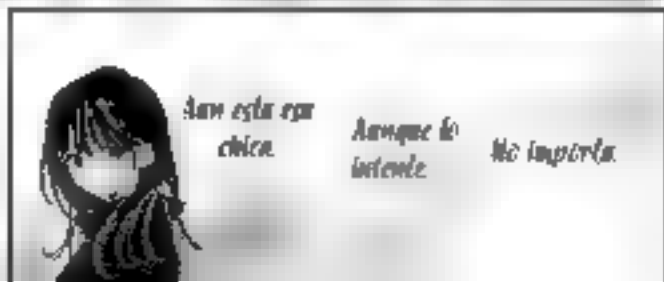 Aun esta esa
chica
Aunque lo
intente
No importa